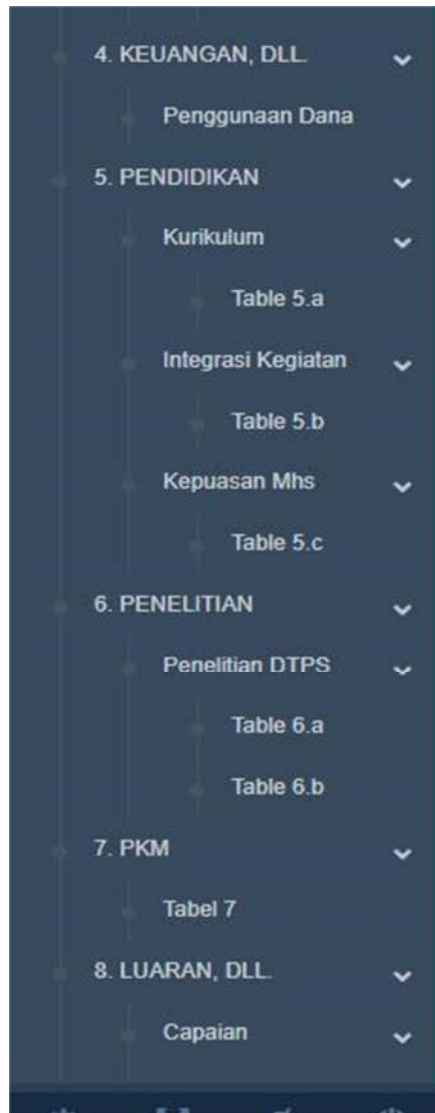 4. KEUANGAN, DLL.
Penggunaan Dana
5. PENDIDIKAN
Kurikulum
Table 5.a
Integrasi Kegiatan
Table 5.b
Kepuasan Mhs
Table 5.c
6. PENELITIAN
Penelitian DTPS
Table 6.a
Table 6.b
7. PKM
Tabel 7
8. LUARAN, DLL.
Capaian